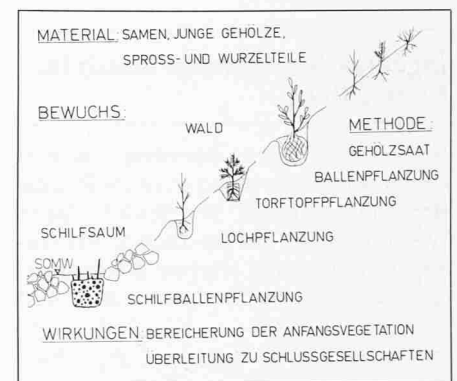 MATERIAL: SAMEN, JUNGE GEHÖLZE,
SPROSS- UND WURZELTEILE
BEWUCHS:
WALD
METHODE:
GEHÖLZSAAT
BALLENPFLANZUNG
TORFTOPFPFLANZUNG
SCHILFSAUM
LOCHPFLANZUNG
SOMW
SCHILFBALLENPFLANZUNG
WIRKUNGEN: BEREICHERUNG DER ANFANGSVEGETATION
ÜBERLEITUNG ZU SCHLUSSGESELLSCHAFTEN